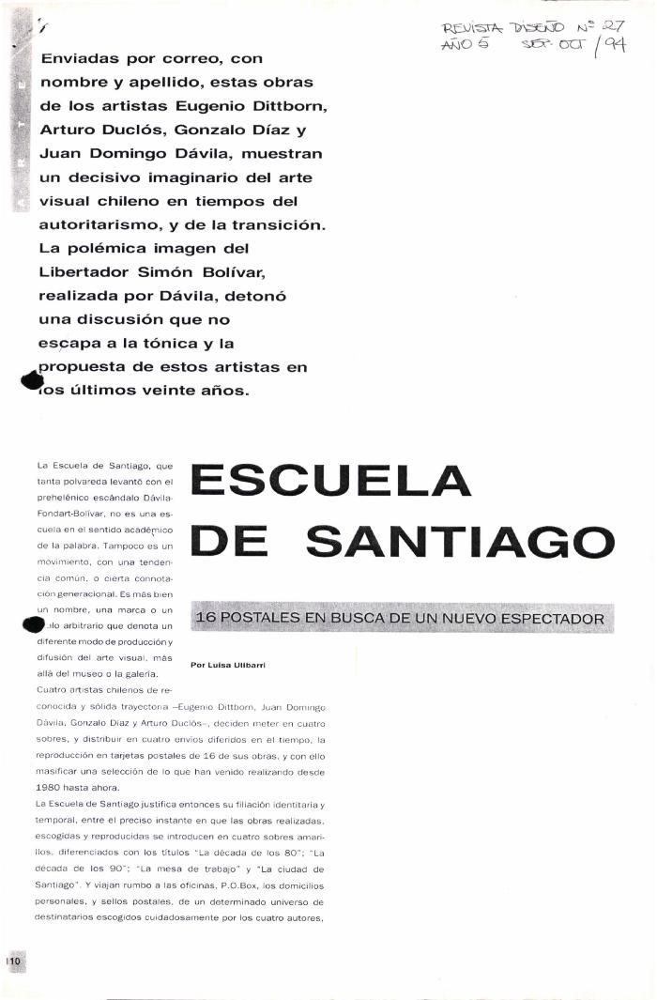 REVISTA DISEÑO Nº 27
AÑO 5 SEP-OCT/94
ARTE
Enviadas por correo, con
nombre y apellido, estas obras
de los artistas Eugenio Dittborn,
Arturo Duclós, Gonzalo Díaz y
Juan Domingo Dávila, muestran
un decisivo imaginario del arte
visual chileno en tiempos del
autoritarismo, y de la transición.
La polémica imagen del
Libertador Simón Bolívar,
realizada por Dávila, detonó
una discusión que no
escapa a la tónica y la
propuesta de estos artistas en
los últimos veinte años.
ESCUELA
DE SANTIAGO
16 POSTALES EN BUSCA DE UN NUEVO ESPECTADOR
Por Luisa Ulibarri
La Escuela de Santiago, que
tanta polvareda levantó con el
prehelénico escándalo Dávila-
Fondart-Bolívar, no es una es-
cuela en el sentido académico
de la palabra. Tampoco es un
movimiento, con una tenden-
cia común, o cierta connota-
ción generacional. Es más bien
un nombre, una marca o un
arbitrario que denota un
diferente modo de producción y
difusión del arte visual, más
allá del museo o la galería.
Cuatro artistas chilenos de re-
conocida y sólida trayectoria –Eugenio Dittborn, Juan Domingo
Dávila, Gonzalo Díaz y Arturo Duclós–, deciden meter en cuatro
sobres, y distribuir en cuatro envíos diferidos en el tiempo, la
reproducción en tarjetas postales de 16 de sus obras, y con ello
masificar una selección de lo que han venido realizando desde
1980 hasta ahora.
La Escuela de Santiago justifica entonces su filiación identitaria y
temporal, entre el preciso instante en que las obras realizadas,
escogidas y reproducidas se introducen en cuatro sobres amari-
llos, diferenciados con los títulos "La década de los 80"; "La
década de los 90"; "La mesa de trabajo" y "La ciudad de
Santiago". Y viajan rumbo a las oficinas, P.O.Box, los domicilios
personales, y sellos postales, de un determinado universo de
destinatarios escogidos cuidadosamente por los cuatro autores,
110